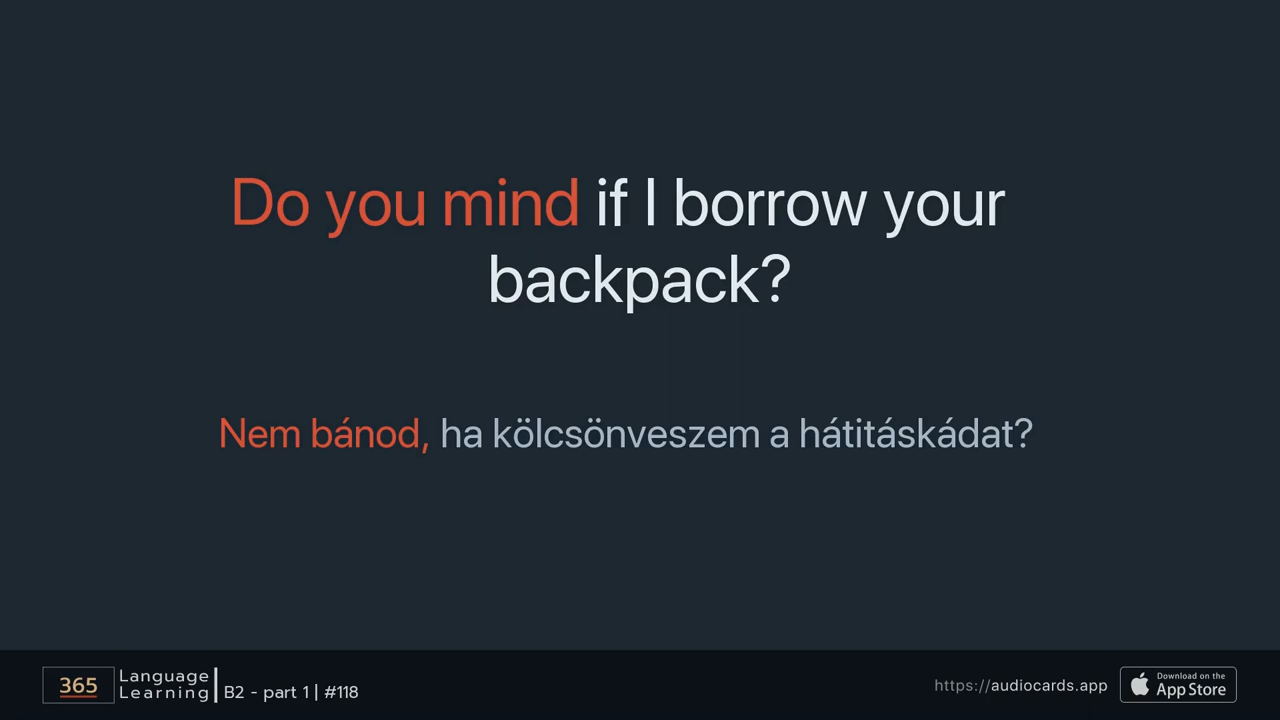 Do you mind if I borrow your
backpack?
Nem bánod, ha kölcsönveszem a hátitáskádat?
365
Language
Learning
B2 - part 1 | #118
https://audiocards.app
Download on the
App Store